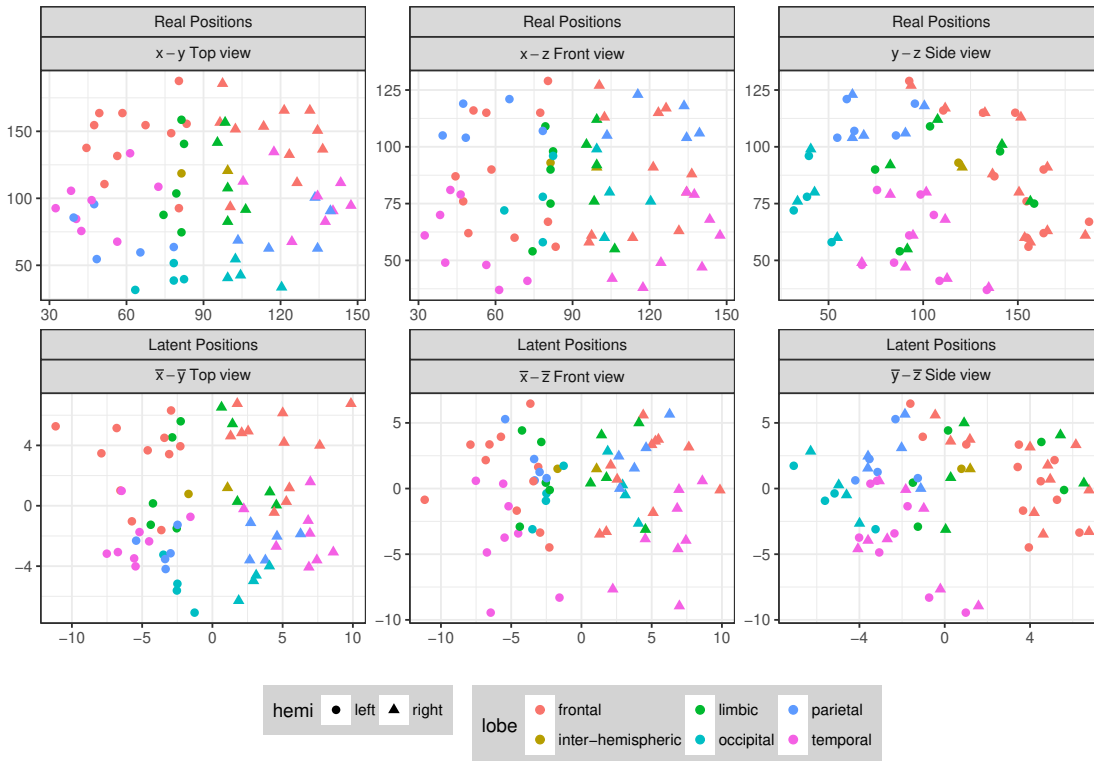 Real Positions Real Positions Real Positions
x − y Top view x − z Front view y − z Side view
150
100
50
30 60 90 120 150
125
100
75
50
30 60 90 120 150
125
100
75
50
50 100 150
Latent Positions Latent Positions Latent Positions
x̅ − y̅ Top view x̅ − z̅ Front view y̅ − z̅ Side view
4
0
−4
−10 −5 0 5 10
5
0
−5
−10
−10 −5 0 5 10
5
0
−5
−10
−4 0 4
hemi left right
lobe frontal limbic parietal
inter−hemispheric occipital temporal